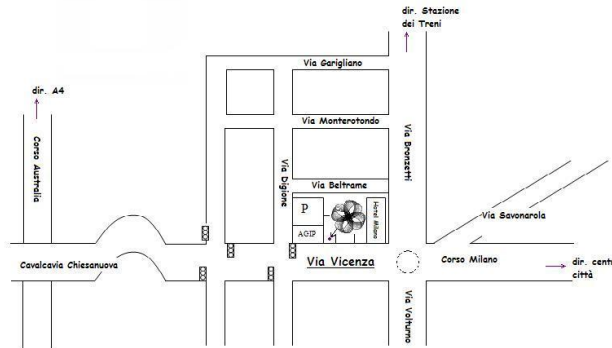 dir. Stazione
dei Treni
Via Garigliano
dir. A4
Corso Australia
Via Monterotondo
Via Bronzetti
Via Digione
Via Beltrame
P
Hotel Milano
AGIP
Via Savonarola
Cavalcavia Chiesanuova
Via Vicenza
Corso Milano
dir. cent
città
Via Volturno